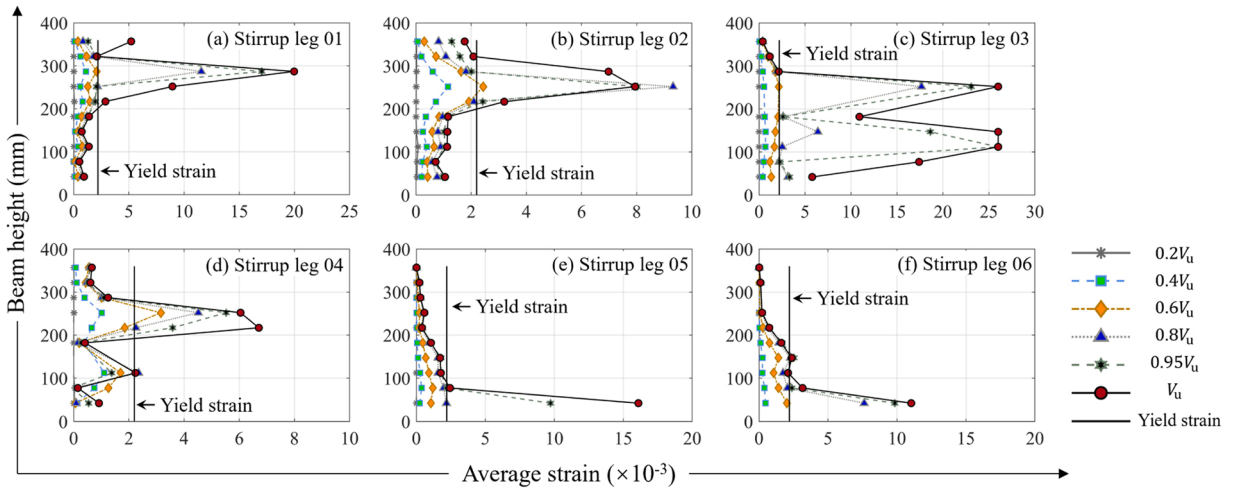 (a) Stirrup leg 01
400
300
200
100
0
Yield strain
0 5 10 15 20 25
(b) Stirrup leg 02
400
300
200
100
0
Yield strain
0 2 4 6 8 10
(c) Stirrup leg 03
400
300
200
100
0
Yield strain
0 5 10 15 20 25 30
(d) Stirrup leg 04
400
300
200
100
0
Yield strain
0 2 4 6 8 10
(e) Stirrup leg 05
400
300
200
100
0
Yield strain
0 5 10 15 20
(f) Stirrup leg 06
400
300
200
100
0
Yield strain
0 5 10 15 20
Beam height (mm)
Average strain (×10-3)
0.2Vu
0.4Vu
0.6Vu
0.8Vu
0.95Vu
Vu
Yield strain